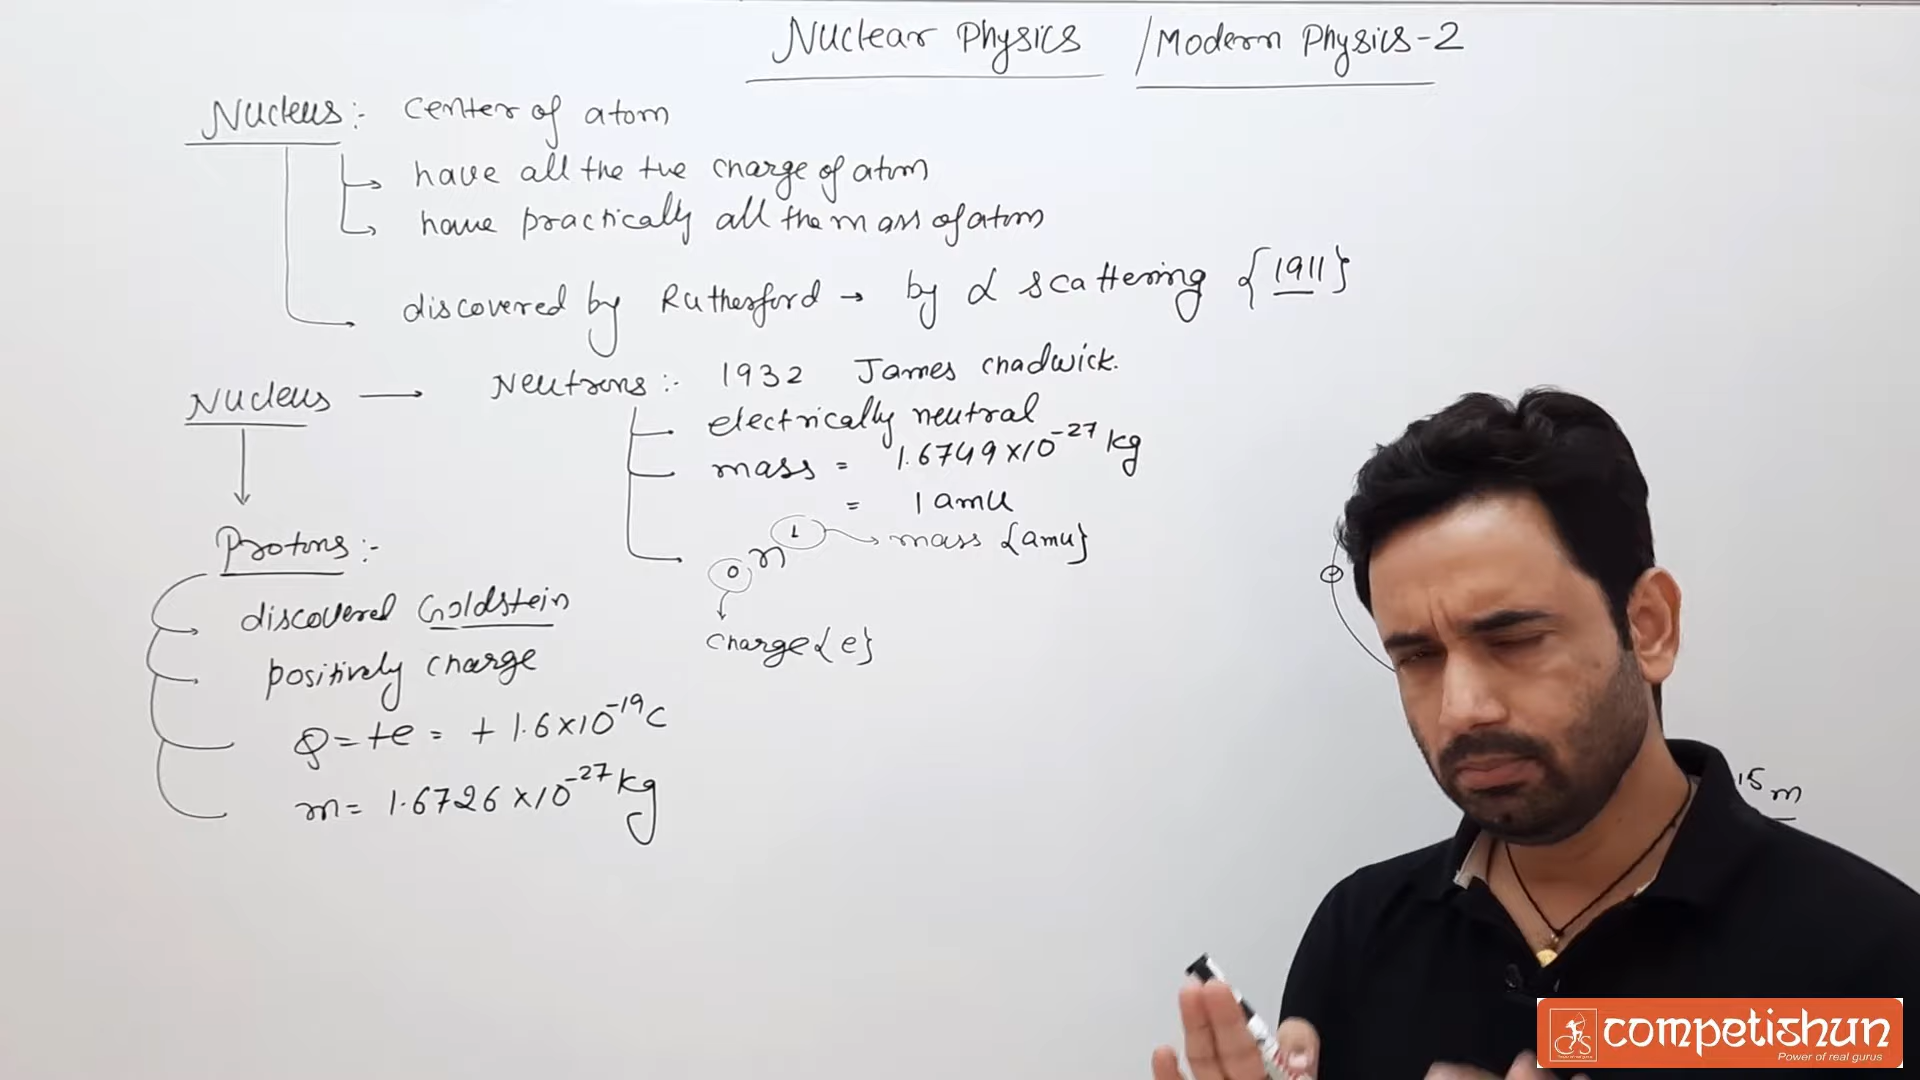 Nuclear Physics / Modern Physics-2
Nucleus :- center of atom
have all the +ve charge of atom
have practically all the mass of atom
discovered by Rutherford → by α scattering {1911}
Nucleus → Neutrons :- 1932 James chadwick.
electrically neutral
mass = 1.6749×10⁻²⁷ kg
= 1 amu
₀n¹ → mass {amu}
charge {e}
Protons :-
discovered Goldstein
positively charge
Q = +e = + 1.6×10⁻¹⁹ C
m = 1.6726×10⁻²⁷ kg
15 m
competishun
Power of real gurus